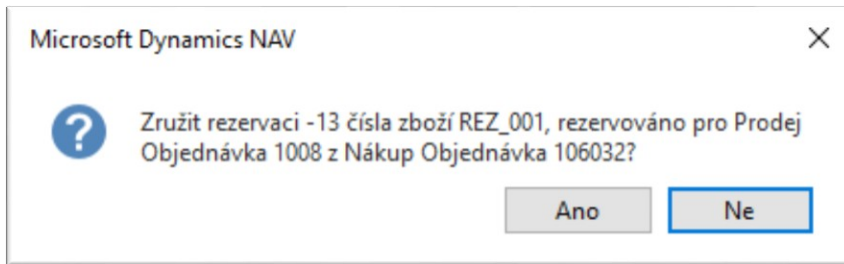 Microsoft Dynamics NAV
Zrušit rezervaci -13 čísla zboží REZ_001, rezervováno pro Prodej
Objednávka 1008 z Nákup Objednávka 106032?
Ano
Ne